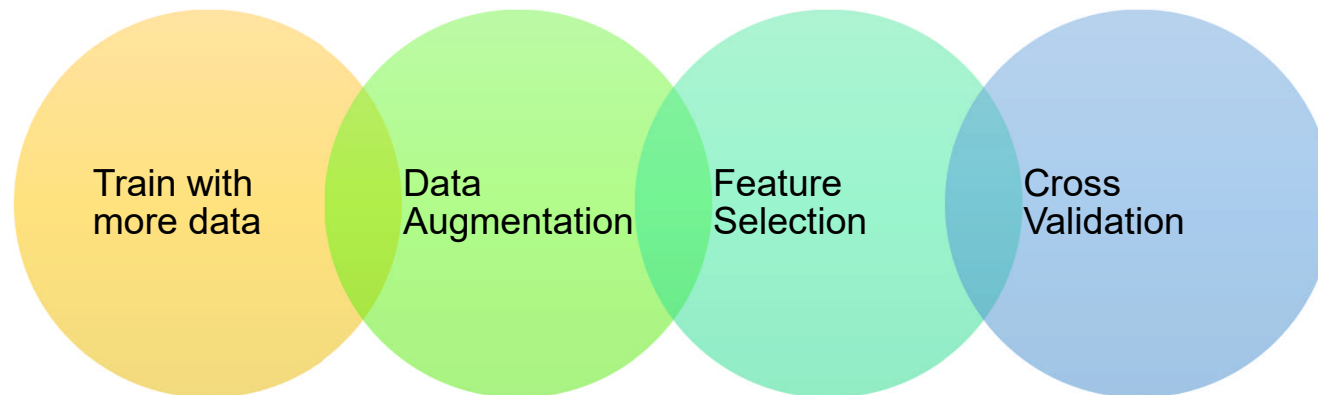 Train with
more data
Data
Augmentation
Feature
Selection
Cross
Validation